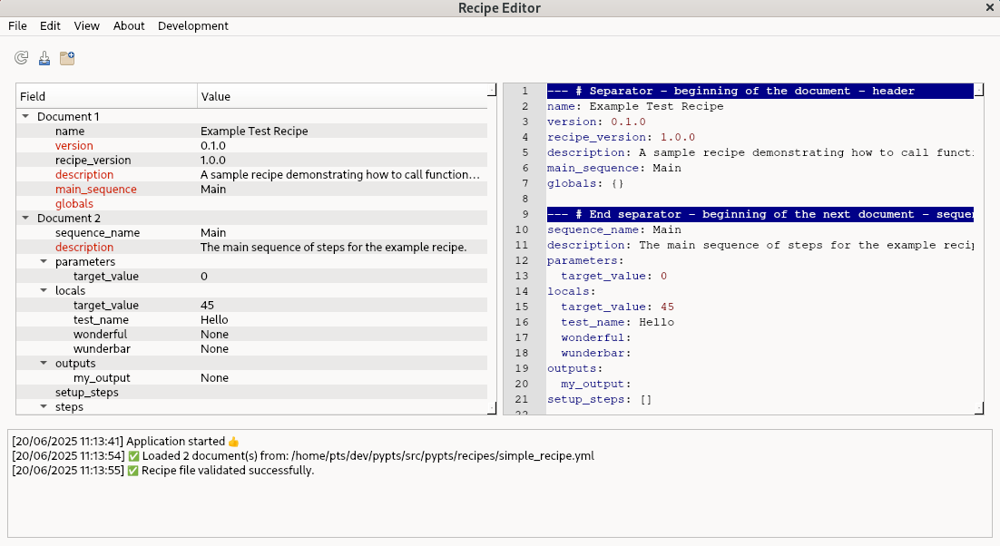 Recipe Editor
File Edit View About Development
Field Value
Document 1
name Example Test Recipe
version 0.1.0
recipe_version 1.0.0
description A sample recipe demonstrating how to call function…
main_sequence Main
globals
Document 2
sequence_name Main
description The main sequence of steps for the example recipe.
parameters
target_value 0
locals
target_value 45
test_name Hello
wonderful None
wunderbar None
outputs
my_output None
setup_steps
steps
1 --- # Separator - beginning of the document - header
2 name: Example Test Recipe
3 version: 0.1.0
4 recipe_version: 1.0.0
5 description: A sample recipe demonstrating how to call functi
6 main_sequence: Main
7 globals: {}
8
9 --- # End separator - beginning of the next document - sequen
10 sequence_name: Main
11 description: The main sequence of steps for the example recip
12 parameters:
13 target_value: 0
14 locals:
15 target_value: 45
16 test_name: Hello
17 wonderful:
18 wunderbar:
19 outputs:
20 my_output:
21 setup_steps: []
22
[20/06/2025 11:13:41] Application started 👍
[20/06/2025 11:13:54] ✅ Loaded 2 document(s) from: /home/pts/dev/pypts/src/pypts/recipes/simple_recipe.yml
[20/06/2025 11:13:55] ✅ Recipe file validated successfully.